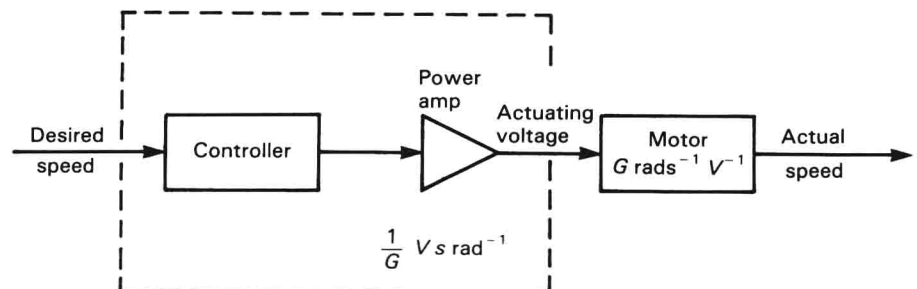 Power
amp
Actuating
voltage
Desired
speed
Controller
Motor
G rads⁻¹ V⁻¹
Actual
speed
1/G V s rad⁻¹